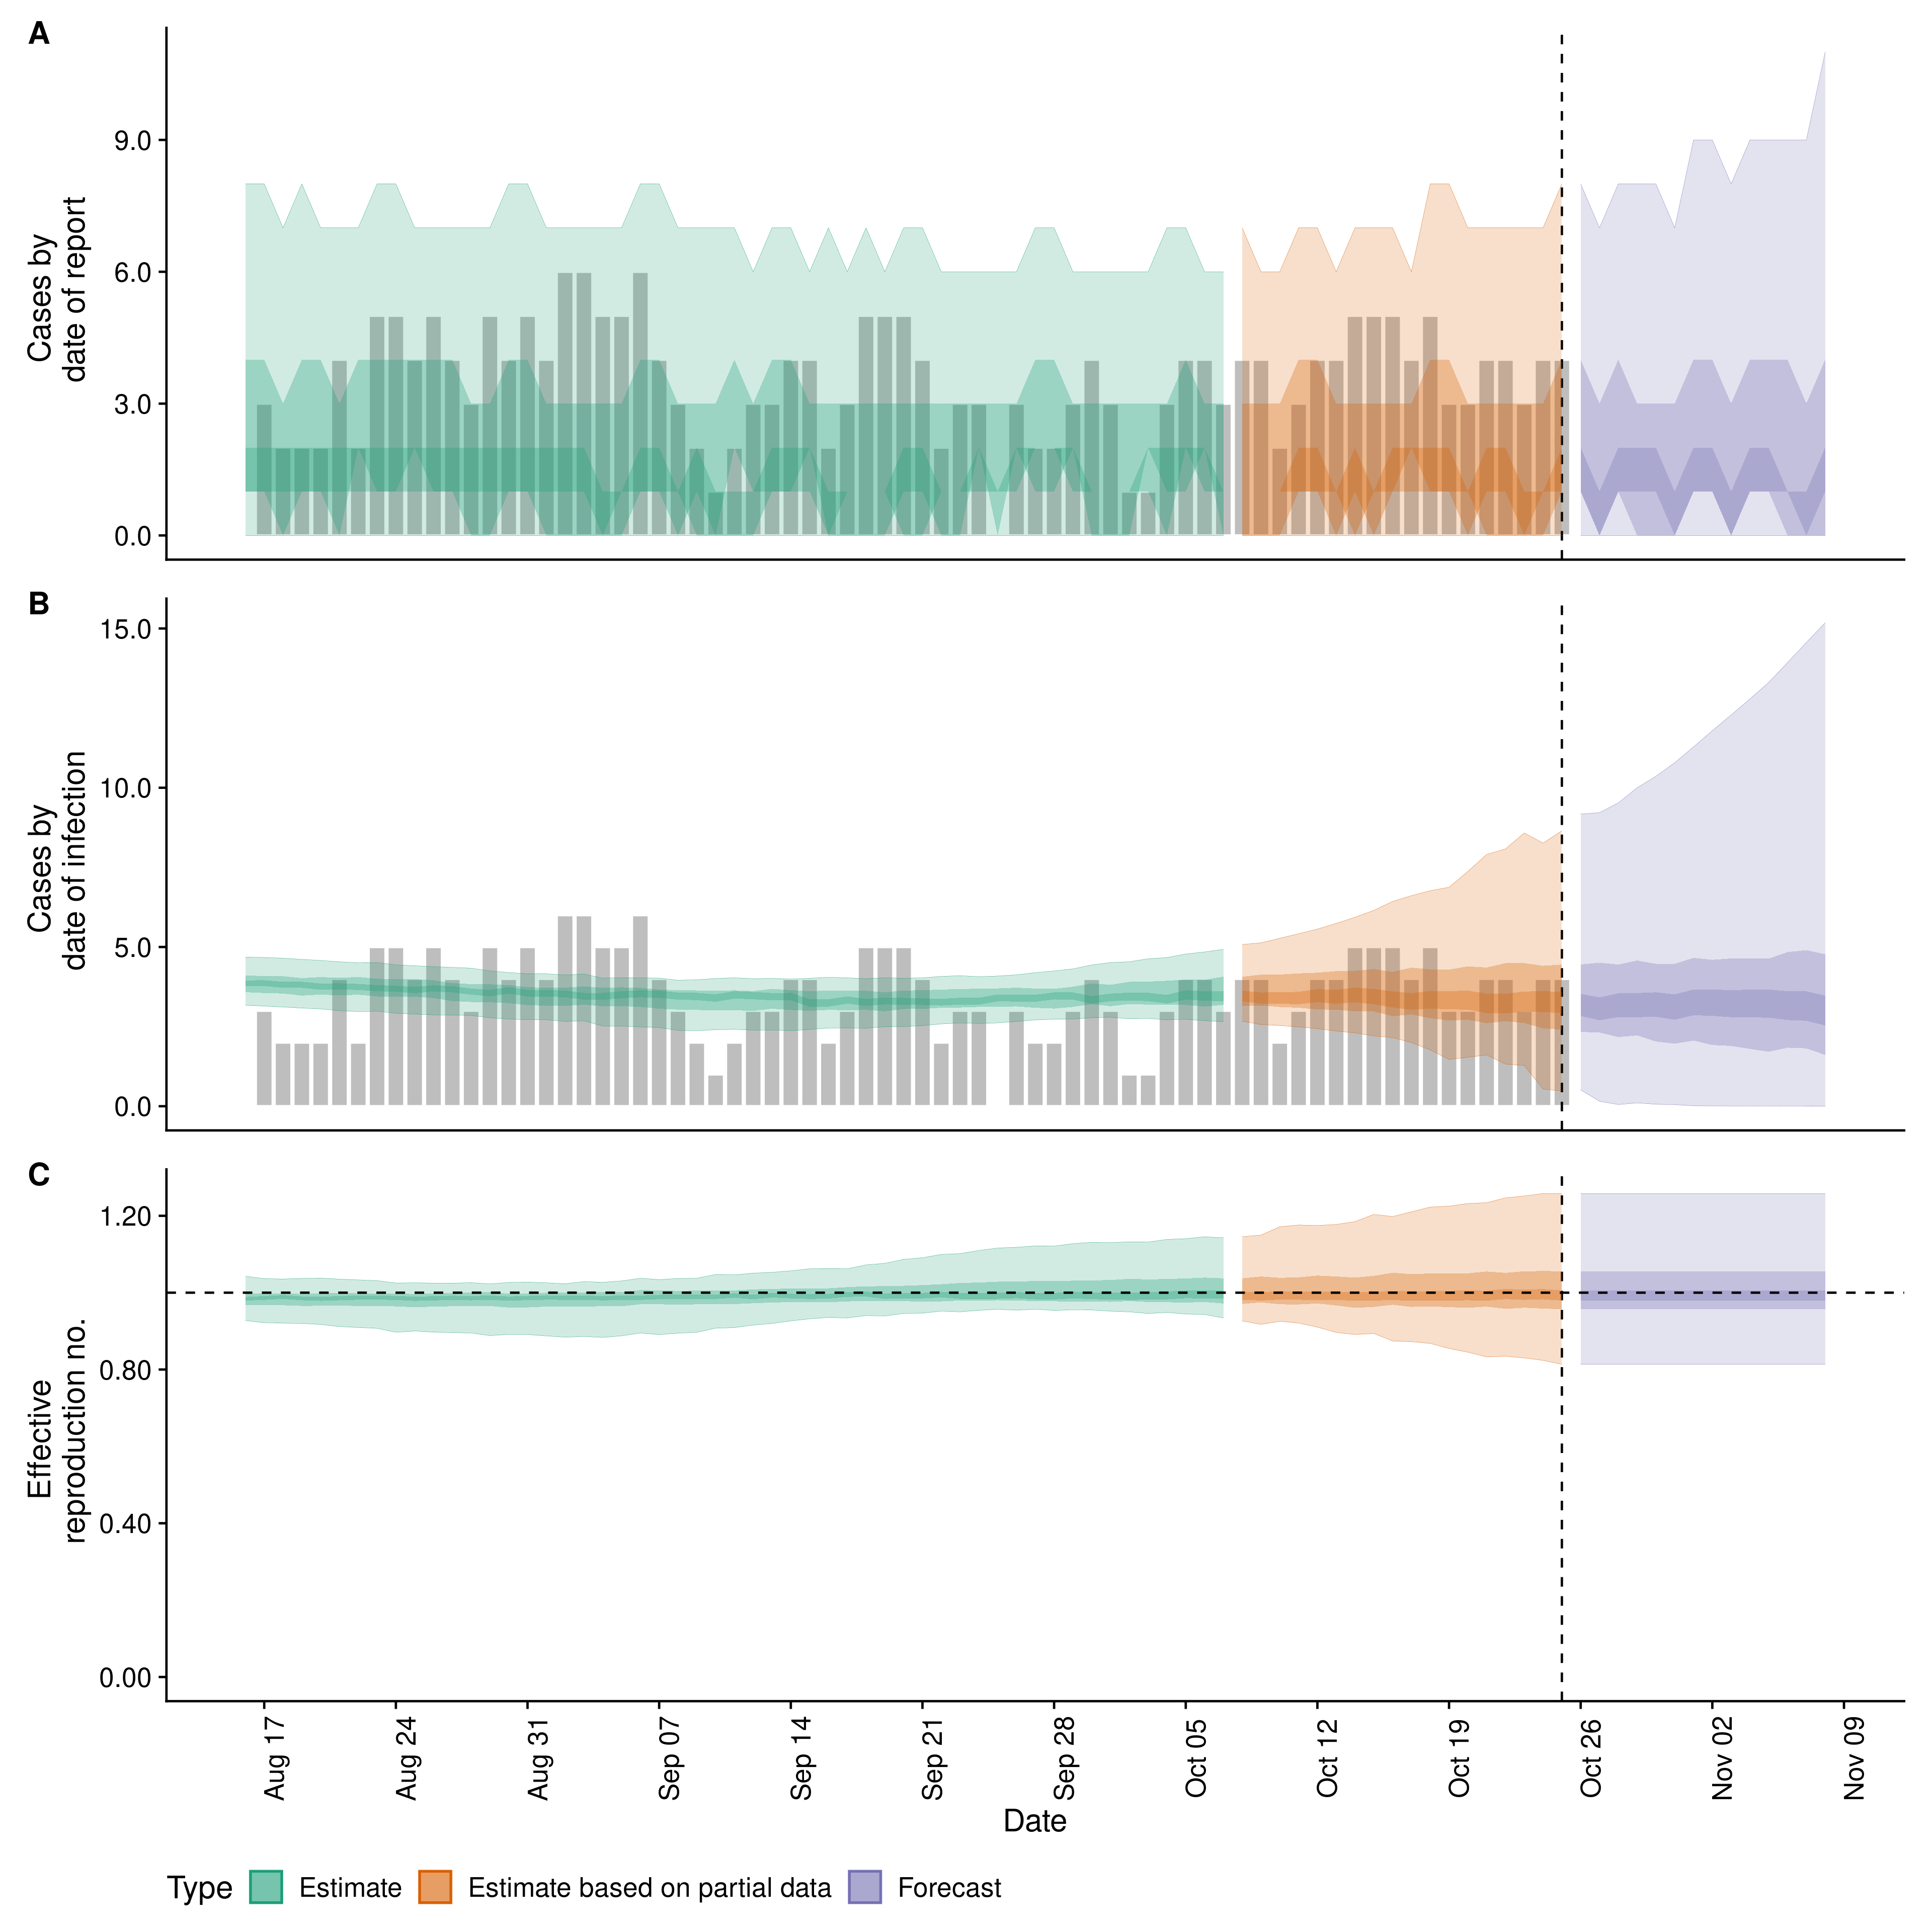 A
Cases by
date of report
9.0
6.0
3.0
0.0
B
Cases by
date of infection
15.0
10.0
5.0
0.0
C
Effective
reproduction no.
1.20
0.80
0.40
0.00
Aug 17
Aug 24
Aug 31
Sep 07
Sep 14
Sep 21
Sep 28
Oct 05
Oct 12
Oct 19
Oct 26
Nov 02
Nov 09
Date
Type Estimate Estimate based on partial data Forecast